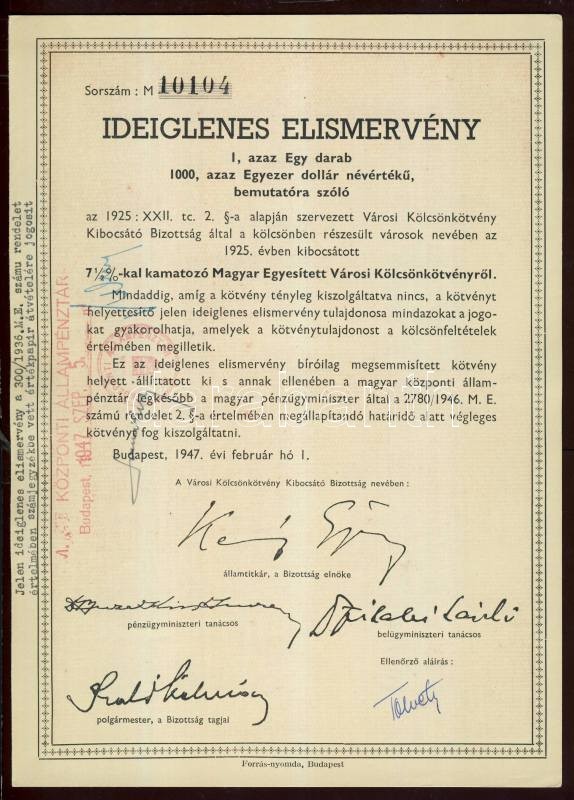 Sorszám : M 10104
IDEIGLENES ELISMERVÉNY
1, azaz Egy darab
1000, azaz Egyezer dollár névértékű,
bemutatóra szóló
az 1925 : XXII. tc. 2. §-a alapján szervezett Városi Kölcsönkötvény
Kibocsátó Bizottság által a kölcsönben részesült városok nevében az
1925. évben kibocsátott
7½%-kal kamatozó Magyar Egyesített Városi Kölcsönkötvényről.
Mindaddig, amíg a kötvény tényleg kiszolgáltatva nincs, a kötvényt
helyettesítő jelen ideiglenes elismervény tulajdonosa mindazokat a jogo-
kat gyakorolhatja, amelyek a kötvénytulajdonost a kölcsönfeltételek
értelmében megilletik.
Ez az ideiglenes elismervény bíróilag megsemmisített kötvény
helyett állíttatott ki s annak ellenében a magyar központi állam-
pénztár legkésőbb a magyar pénzügyminiszter által a 2780/1946. M. E.
számú rendelet 2. §-a értelmében megállapítandó határidő alatt végleges
kötvényt fog kiszolgáltatni.
Budapest, 1947. évi február hó 1.
A Városi Kölcsönkötvény Kibocsátó Bizottság nevében :
államtitkár, a Bizottság elnöke
pénzügyminiszteri tanácsos
belügyminiszteri tanácsos
Ellenőrző aláírás :
polgármester, a Bizottság tagjai
Forrás-nyomda, Budapest
Jelen ideiglenes elismervény a 300/1936.M.E. számu rendelet
értelmében számjegyzékbe vett értékpapir átvételére jogosit
KÖZPONTI ÁLLAMPÉNZTÁR
Budapest, 1947 SZEP. 5.